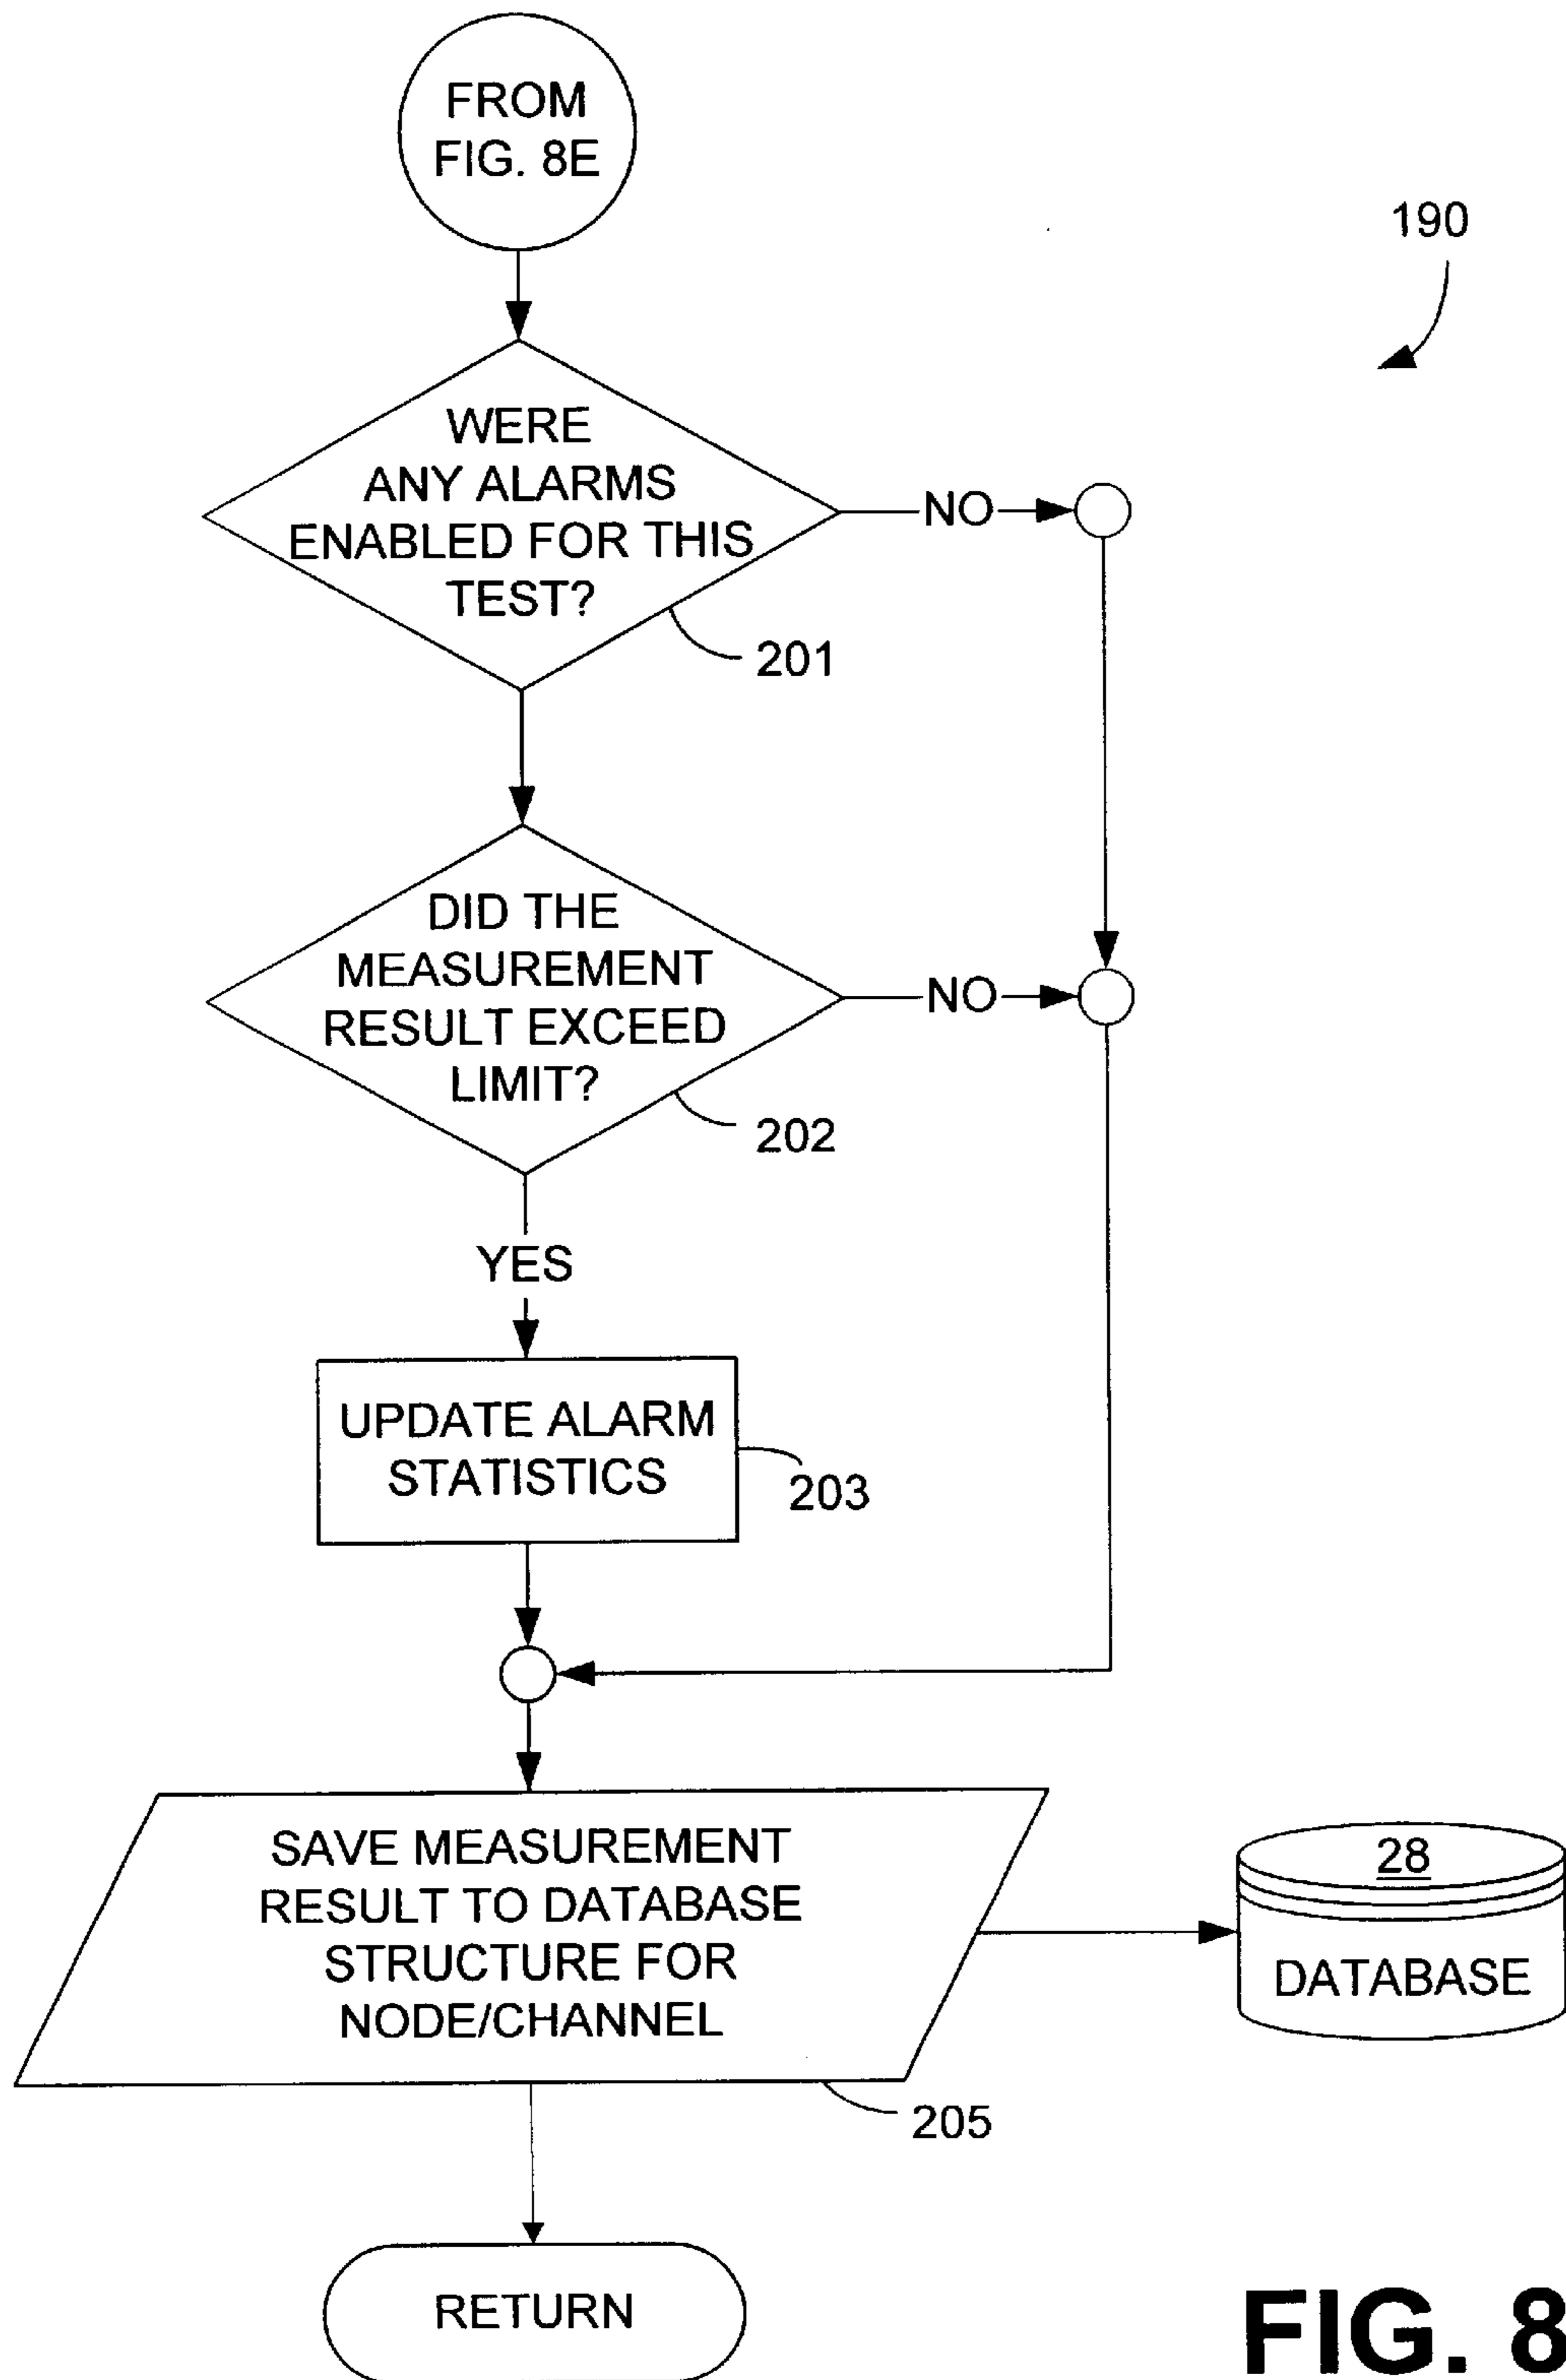 FROM
FIG. 8E
190
WERE
ANY ALARMS
ENABLED FOR THIS
TEST?
NO
201
DID THE
MEASUREMENT
RESULT EXCEED
LIMIT?
NO
202
YES
UPDATE ALARM
STATISTICS
203
SAVE MEASUREMENT
RESULT TO DATABASE
STRUCTURE FOR
NODE/CHANNEL
28
DATABASE
205
RETURN
FIG. 8